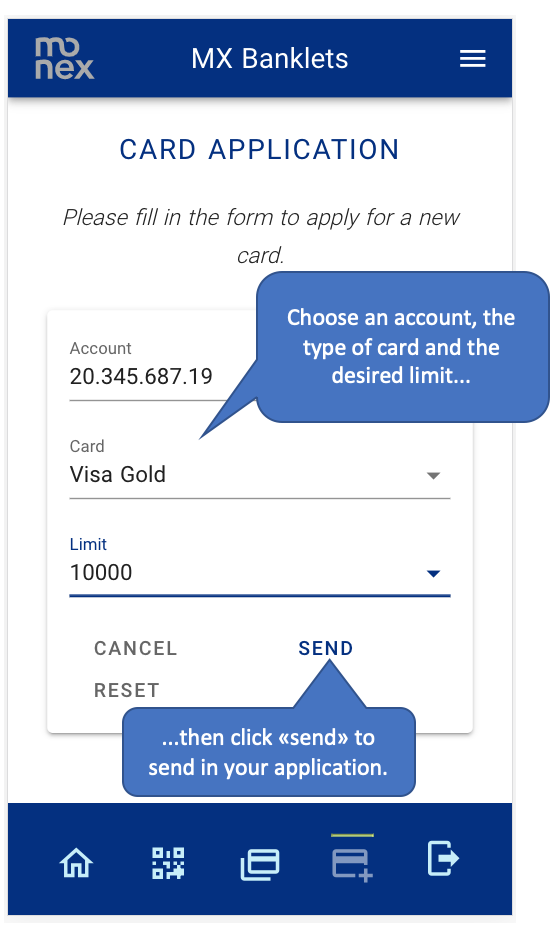 mo
nex
MX Banklets
CARD APPLICATION
Please fill in the form to apply for a new
card.
Choose an account, the
type of card and the
desired limit...
Account
20.345.687.19
Card
Visa Gold
Limit
10000
CANCEL
SEND
RESET
...then click «send» to
send in your application.